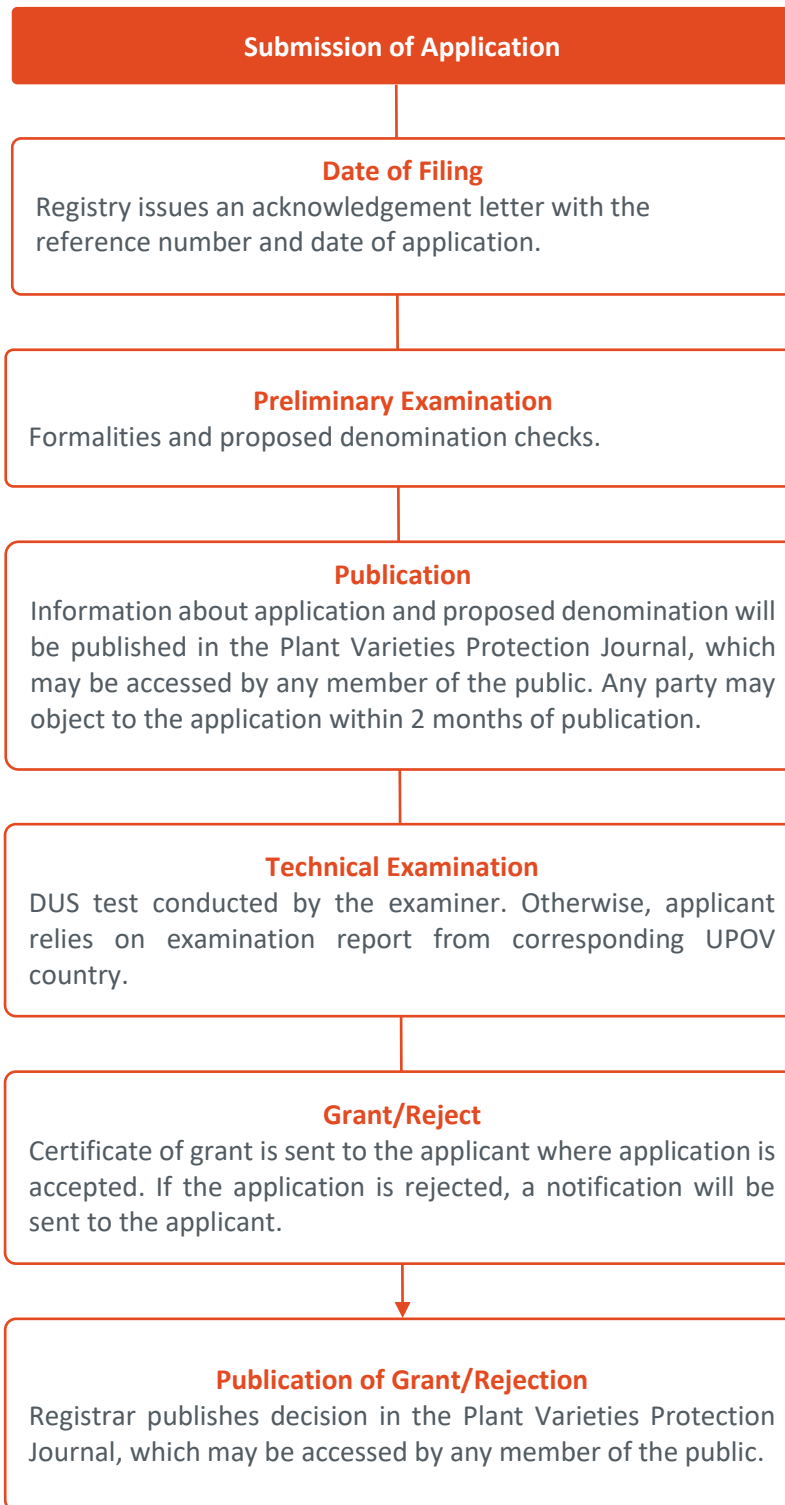 Submission of Application
Date of Filing
Registry issues an acknowledgement letter with the
reference number and date of application.
Preliminary Examination
Formalities and proposed denomination checks.
Publication
Information about application and proposed denomination will
be published in the Plant Varieties Protection Journal, which
may be accessed by any member of the public. Any party may
object to the application within 2 months of publication.
Technical Examination
DUS test conducted by the examiner. Otherwise, applicant
relies on examination report from corresponding UPOV
country.
Grant/Reject
Certificate of grant is sent to the applicant where application is
accepted. If the application is rejected, a notification will be
sent to the applicant.
Publication of Grant/Rejection
Registrar publishes decision in the Plant Varieties Protection
Journal, which may be accessed by any member of the public.